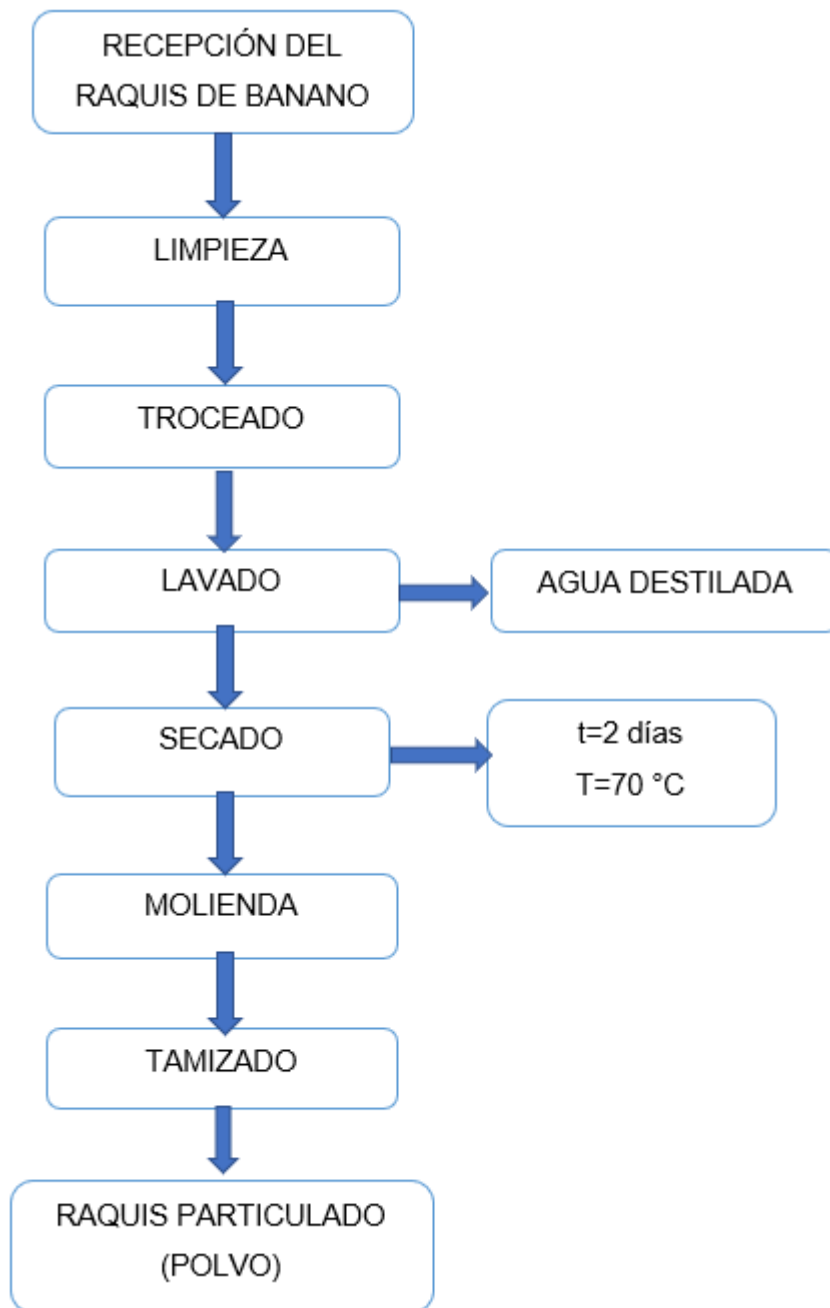 RECEPCIÓN DEL
RAQUIS DE BANANO
LIMPIEZA
TROCEADO
LAVADO
AGUA DESTILADA
SECADO
t=2 días
T=70 °C
MOLIENDA
TAMIZADO
RAQUIS PARTICULADO
(POLVO)